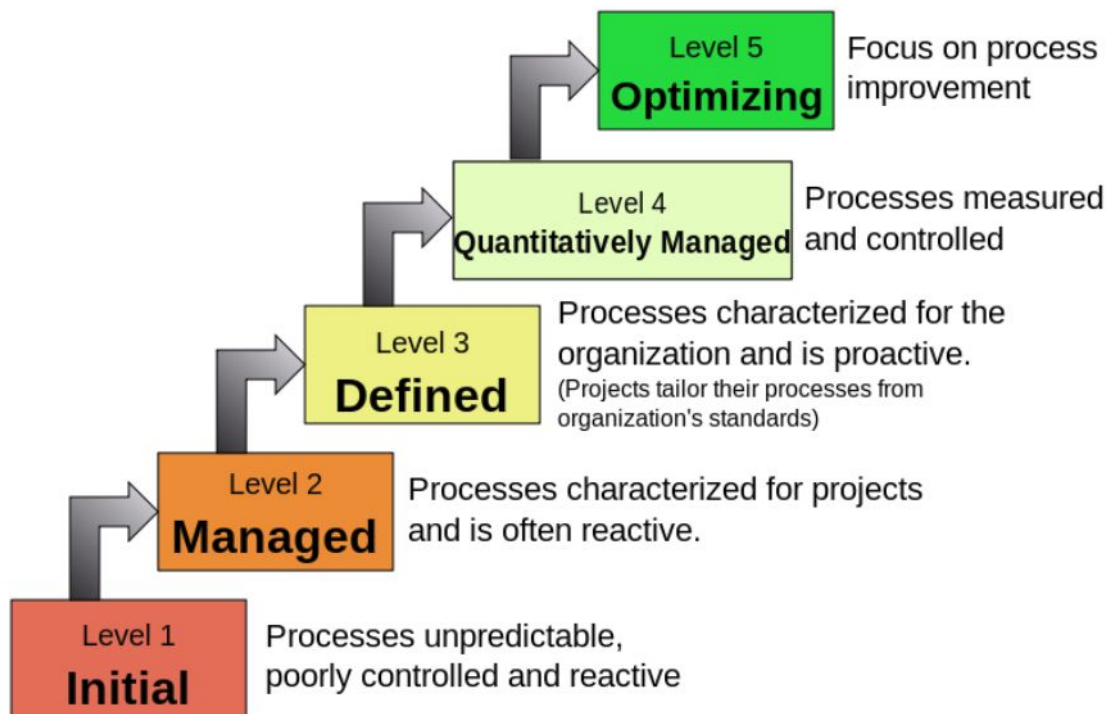 Level 5
Optimizing
Focus on process
improvement
Level 4
Quantitatively Managed
Processes measured
and controlled
Level 3
Defined
Processes characterized for the
organization and is proactive.
(Projects tailor their processes from
organization's standards)
Level 2
Managed
Processes characterized for projects
and is often reactive.
Level 1
Initial
Processes unpredictable,
poorly controlled and reactive